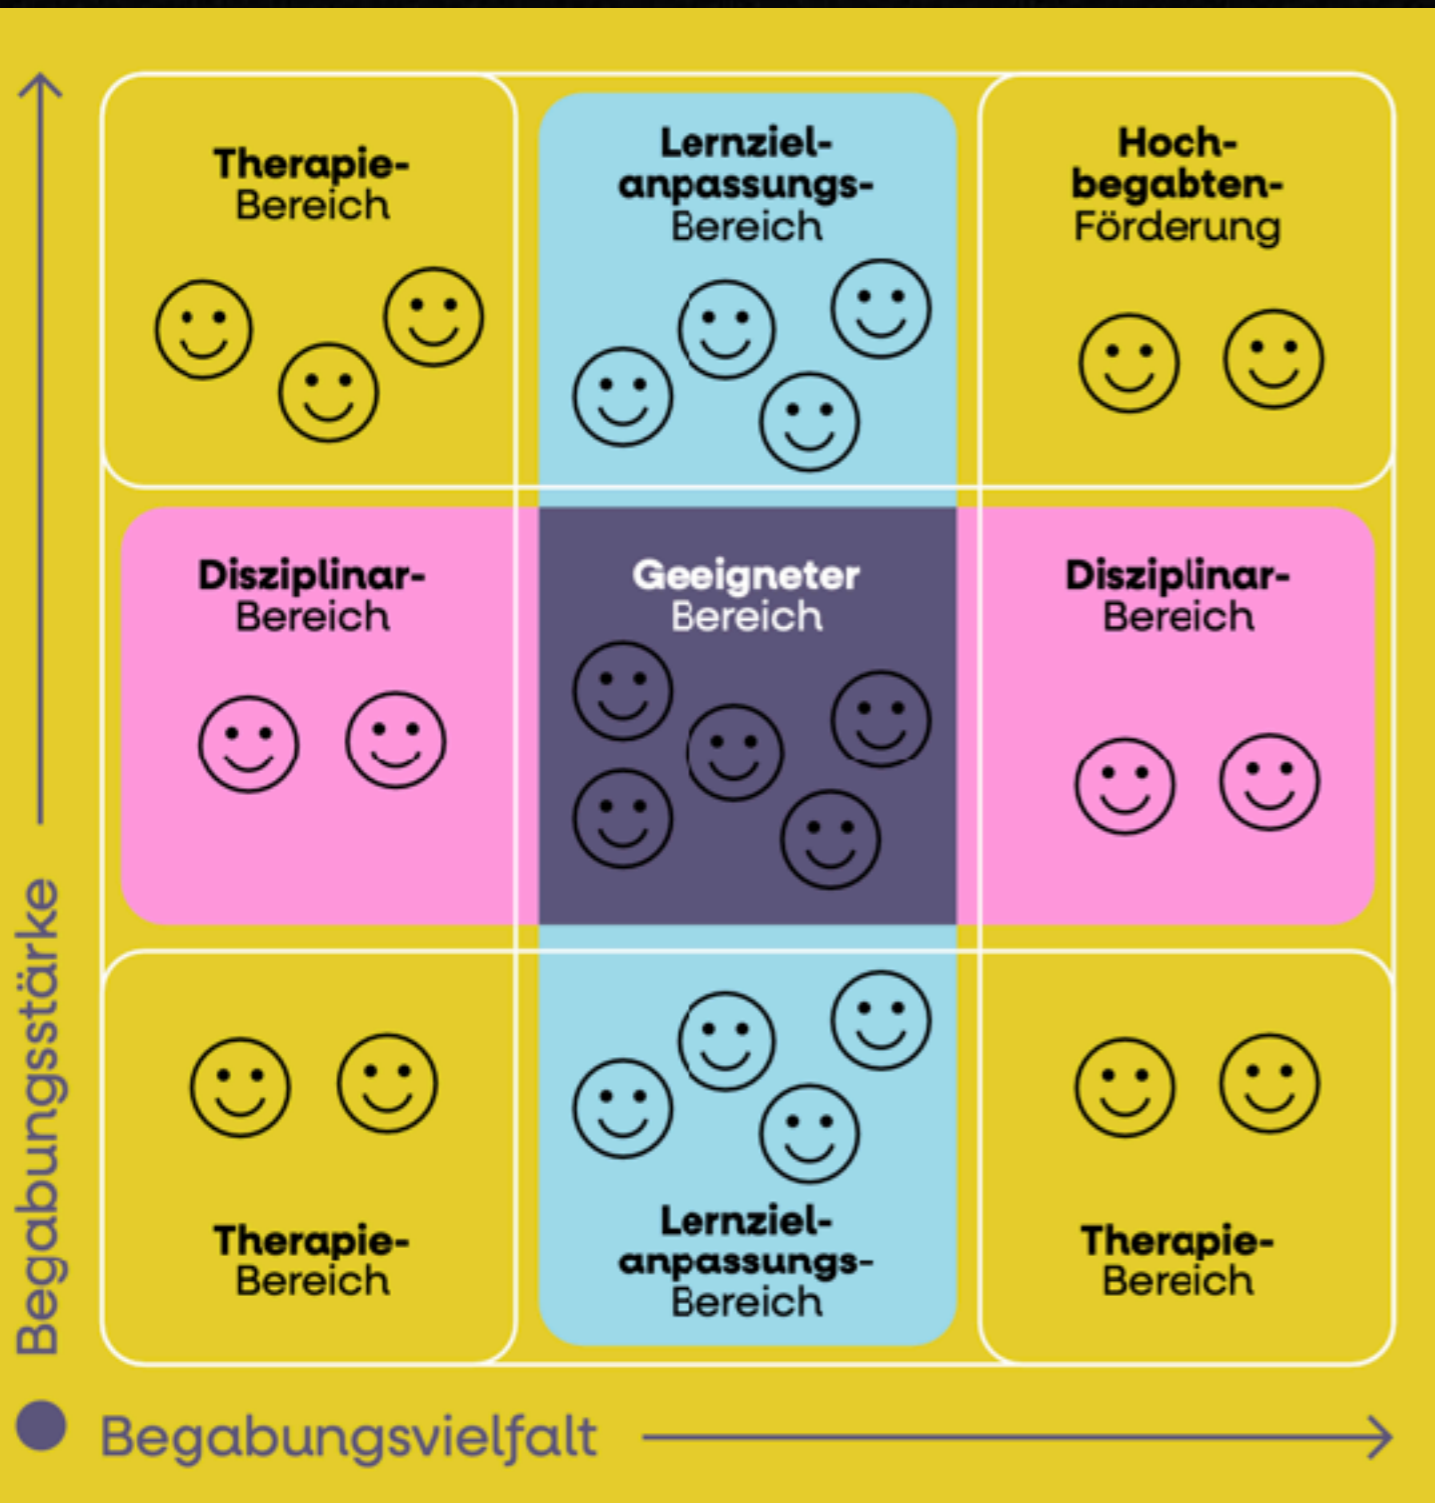 Therapie-
Bereich
Lernziel-
anpassungs-
Bereich
Hoch-
begabten-
Förderung
Disziplinar-
Bereich
Geeigneter
Bereich
Disziplinar-
Bereich
Therapie-
Bereich
Lernziel-
anpassungs-
Bereich
Therapie-
Bereich
Begabungsstärke
Begabungsvielfalt